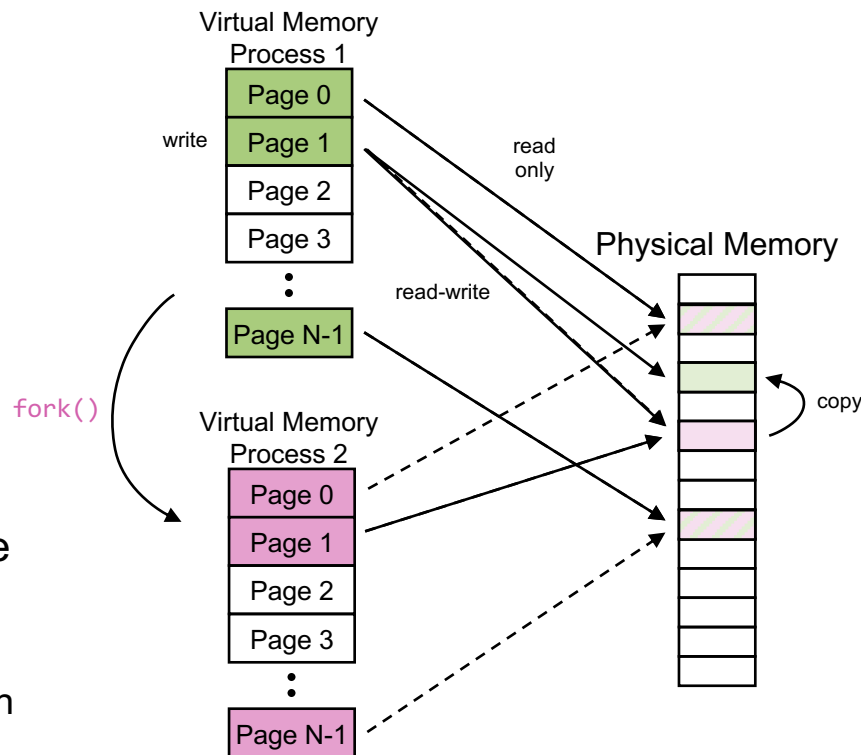 Virtual Memory
Process 1
Page 0
write
Page 1
Page 2
Page 3
Page N-1
read
only
read-write
Physical Memory
copy
fork()
Virtual Memory
Process 2
Page 0
Page 1
Page 2
Page 3
Page N-1
e
n